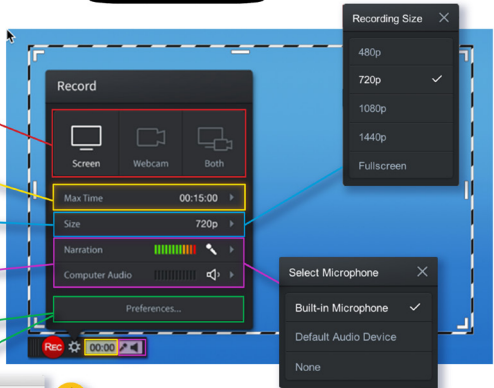 Recording Size
480p
720p
1080p
1440p
Fullscreen
Record
Screen Webcam Both
Max Time 00:15:00
Size 720p
Narration
Computer Audio
Preferences...
Select Microphone
Built-in Microphone
Default Audio Device
None
REC 00:00